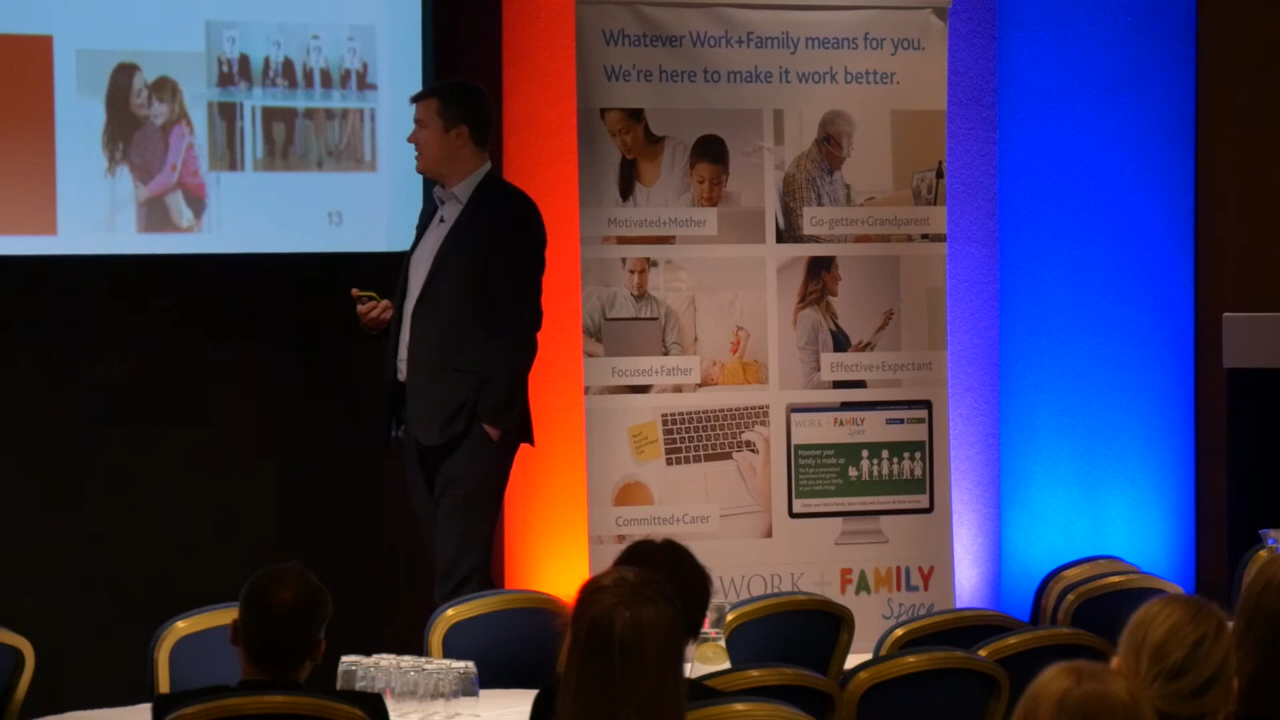 ? ? ? ?
13
Whatever Work+Family means for you.
We're here to make it work better.
Motivated+Mother
Go-getter+Grandparent
Focused+Father
Effective+Expectant
Committed+Carer
WORK + FAMILY
Space
However your
family is made up
WORK + FAMILY
Space